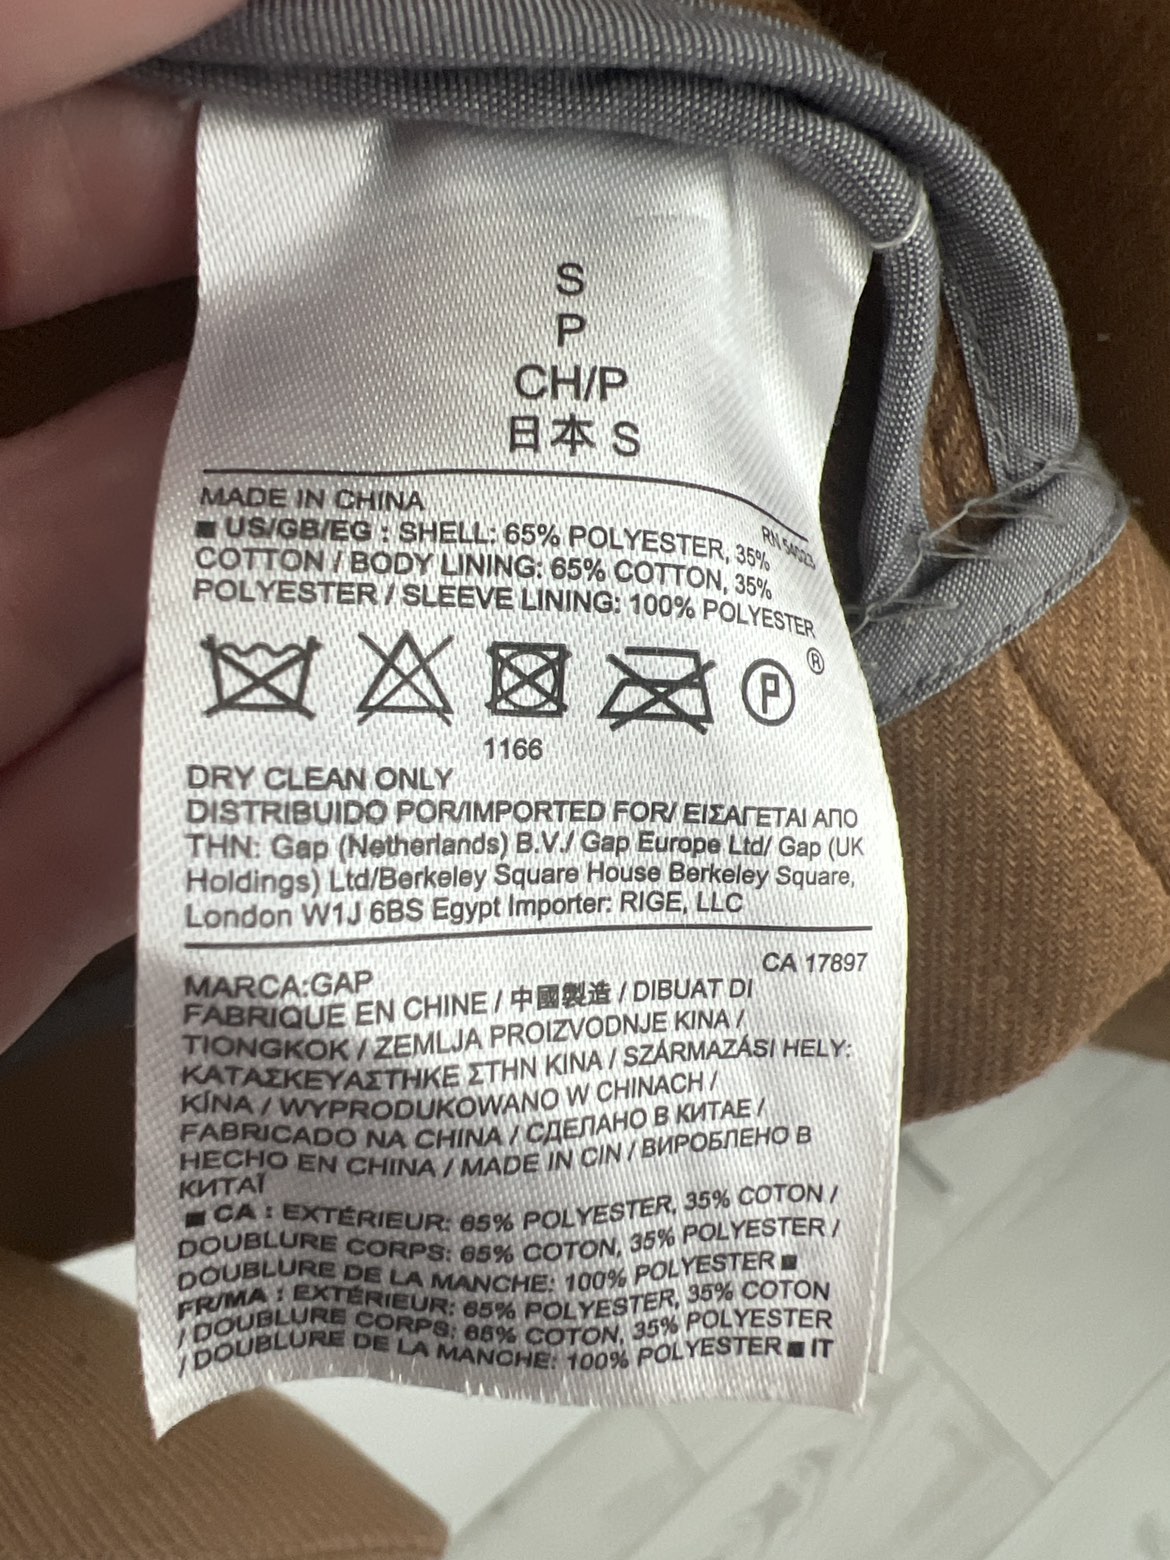 S
P
CH/P
日本 S
MADE IN CHINA
RN 54023
■ US/GB/EG : SHELL: 65% POLYESTER, 35%
COTTON / BODY LINING: 65% COTTON, 35%
POLYESTER / SLEEVE LINING: 100% POLYESTER
P ®
1166
DRY CLEAN ONLY
DISTRIBUIDO POR/IMPORTED FOR/ ΕΙΣΑΓΕΤΑΙ ΑΠΟ
ΤΗΝ: Gap (Netherlands) B.V./ Gap Europe Ltd/ Gap (UK
Holdings) Ltd/Berkeley Square House Berkeley Square,
London W1J 6BS Egypt Importer: RIGE, LLC
CA 17897
MARCA:GAP
FABRIQUE EN CHINE / 中國製造 / DIBUAT DI
TIONGKOK / ZEMLJA PROIZVODNJE KINA /
ΚΑΤΑΣΚΕΥΑΣΤΗΚΕ ΣΤΗΝ ΚΙΝΑ / SZÁRMAZÁSI HELY:
KÍNA / WYPRODUKOWANO W CHINACH /
FABRICADO NA CHINA / СДЕЛАНО В КИТАЕ /
HECHO EN CHINA / MADE IN CIN / ВИРОБЛЕНО В
КИТАЇ
■ CA : EXTÉRIEUR: 65% POLYESTER, 35% COTON /
DOUBLURE CORPS: 65% COTON, 35% POLYESTER /
DOUBLURE DE LA MANCHE: 100% POLYESTER ■
FR/MA : EXTÉRIEUR: 65% POLYESTER, 35% COTON
/ DOUBLURE CORPS: 65% COTON, 35% POLYESTER
/ DOUBLURE DE LA MANCHE: 100% POLYESTER ■ IT